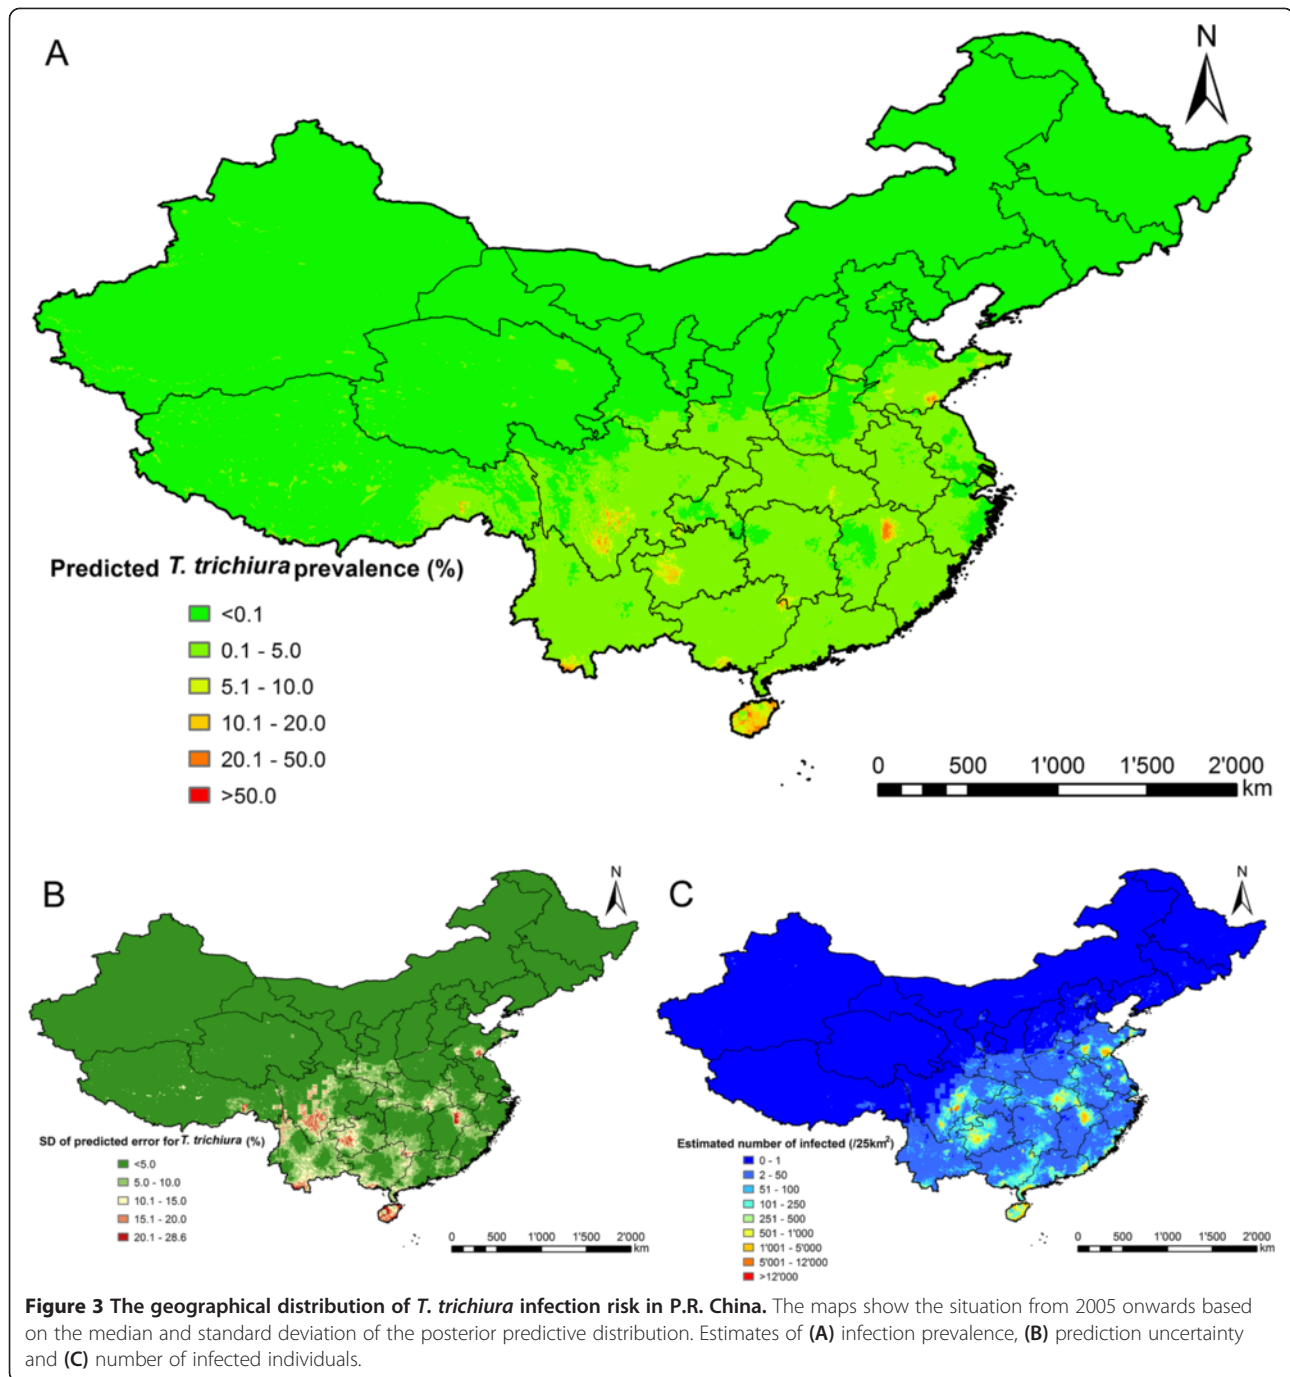 A
N
Predicted T. trichiura prevalence (%)
<0.1
0.1 - 5.0
5.1 - 10.0
10.1 - 20.0
20.1 - 50.0
>50.0
0 500 1'000 1'500 2'000
km
B
N
SD of predicted error for T. trichiura (%)
<5.0
5.0 - 10.0
10.1 - 15.0
15.1 - 20.0
20.1 - 28.6
0 500 1'000 1'500 2'000
km
C
N
Estimated number of infected (/25km²)
0 - 1
2 - 50
51 - 100
101 - 250
251 - 500
501 - 1'000
1'001 - 5'000
5'001 - 12'000
>12'000
0 500 1'000 1'500 2'000
km
Figure 3 The geographical distribution of T. trichiura infection risk in P.R. China. The maps show the situation from 2005 onwards based
on the median and standard deviation of the posterior predictive distribution. Estimates of (A) infection prevalence, (B) prediction uncertainty
and (C) number of infected individuals.